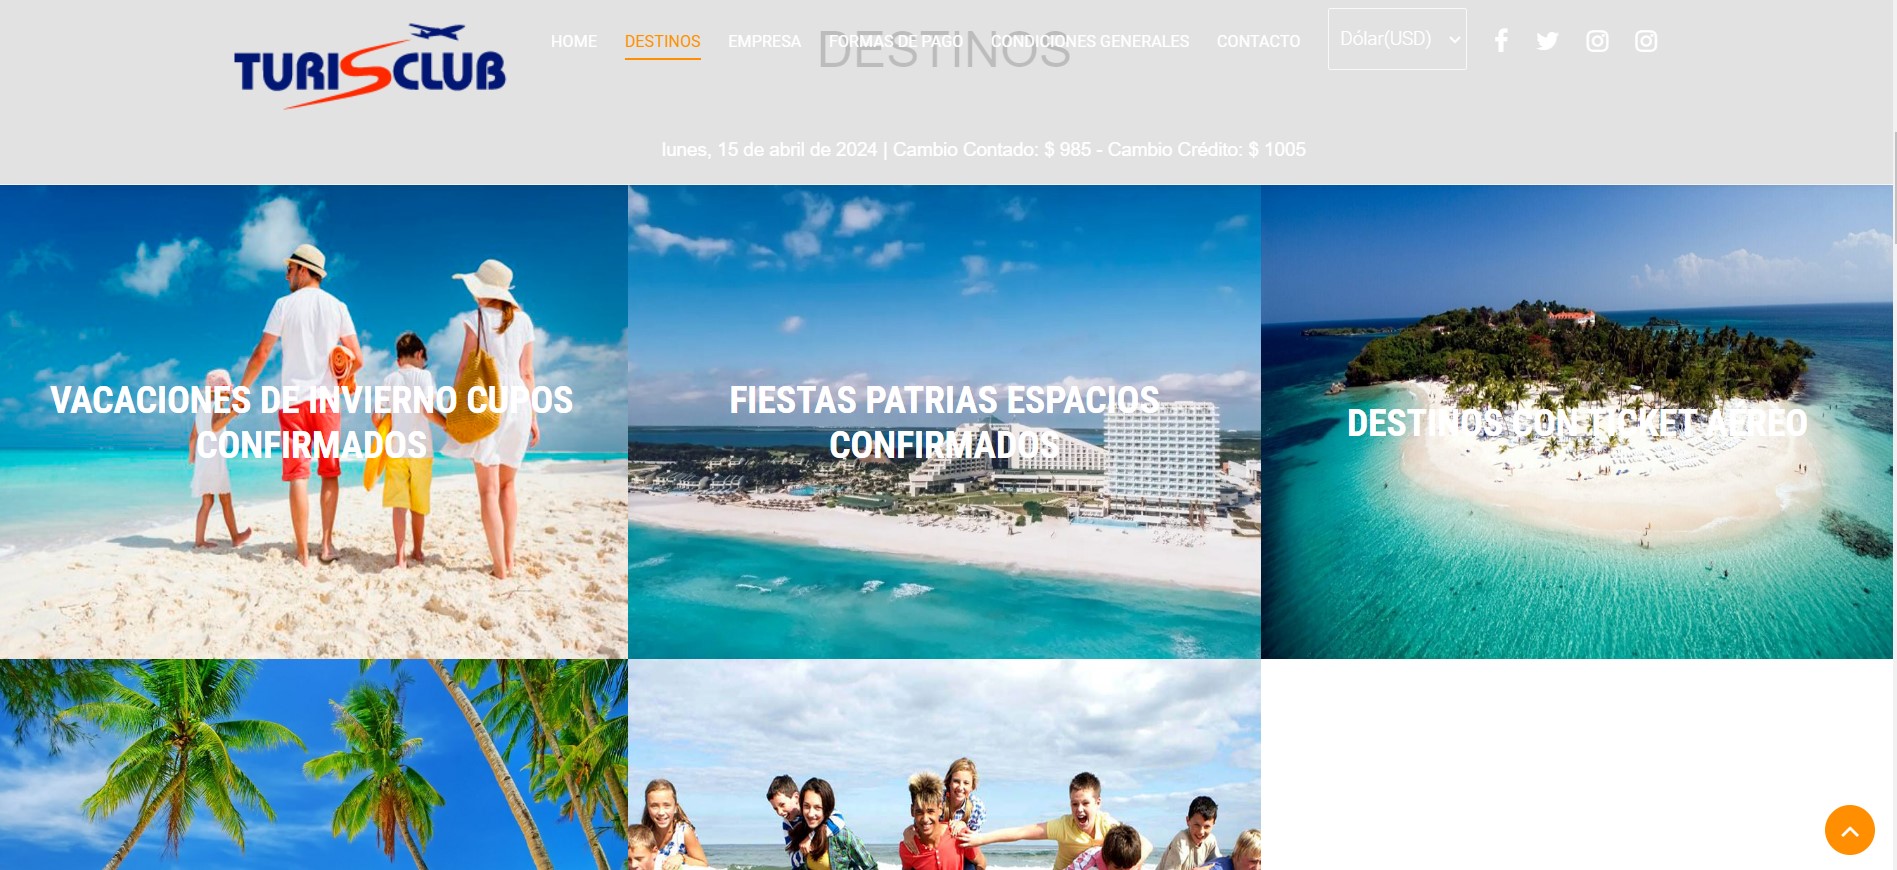 TURISCLUB
HOME DESTINOS EMPRESA FORMAS DE PAGO CONDICIONES GENERALES CONTACTO Dólar(USD)
DESTINOS
lunes, 15 de abril de 2024 | Cambio Contado: $ 985 - Cambio Crédito: $ 1005
VACACIONES DE INVIERNO CUPOS
CONFIRMADOS
FIESTAS PATRIAS ESPACIOS
CONFIRMADOS
DESTINOS CON TICKET AÉREO